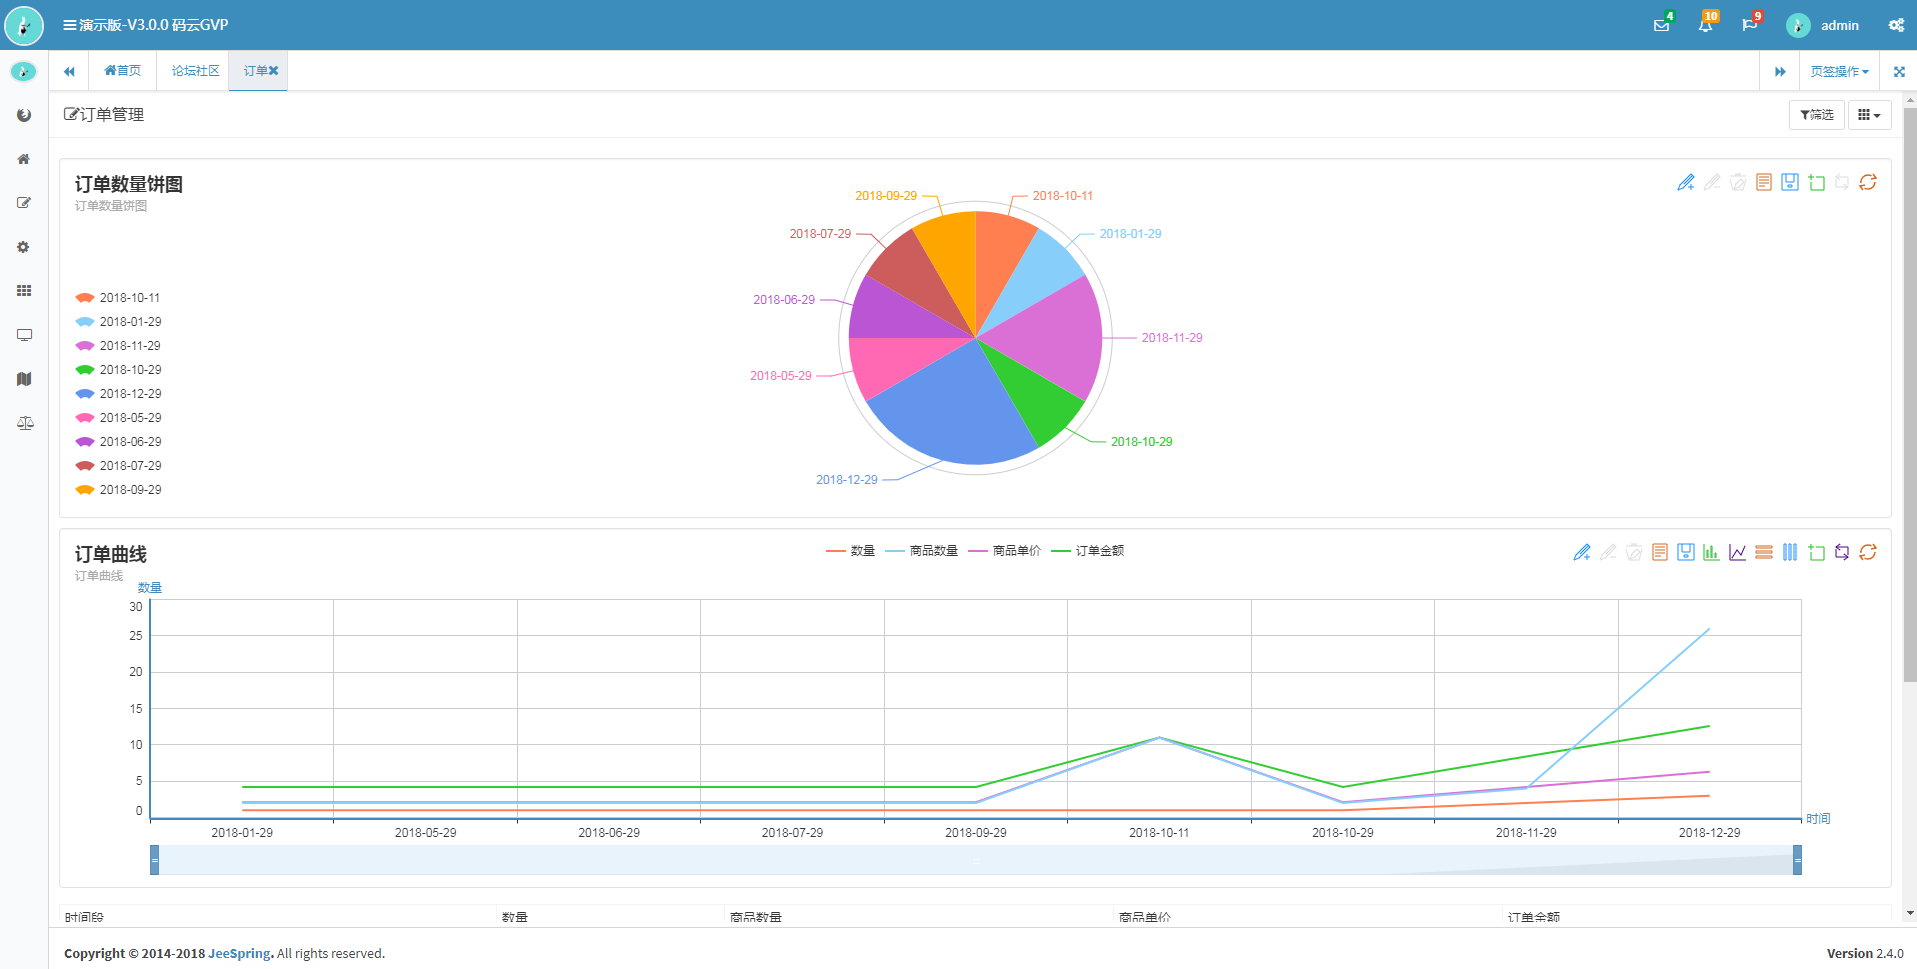 演示版-V3.0.0 码云GVP
4
10
9
admin
首页
论坛社区
订单
页签操作
订单管理
筛选
订单数量饼图
订单数量饼图
2018-10-11
2018-01-29
2018-11-29
2018-10-29
2018-12-29
2018-05-29
2018-06-29
2018-07-29
2018-09-29
2018-09-29
2018-10-11
2018-07-29
2018-01-29
2018-06-29
2018-11-29
2018-05-29
2018-10-29
2018-12-29
订单曲线
订单曲线
数量 商品数量 商品单价 订单金额
数量
30
25
20
15
10
5
0
时间
2018-01-29 2018-05-29 2018-06-29 2018-07-29 2018-09-29 2018-10-11 2018-10-29 2018-11-29 2018-12-29
时间段 数量 商品数量 商品单价 订单金额
Copyright © 2014-2018 JeeSpring. All rights reserved.
Version 2.4.0